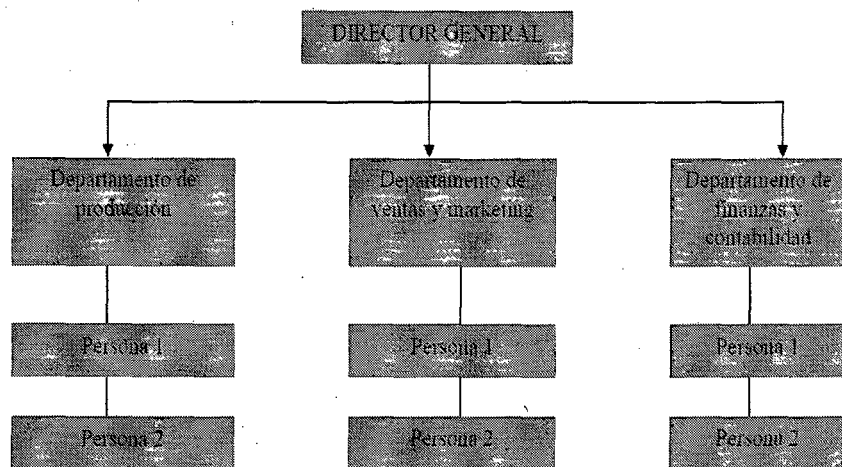 DIRECTOR GENERAL
Departamento de
producción
Departamento de
ventas y marketing
Departamento de
finanzas y
contabilidad
Persona 1
Persona 1
Persona 1
Persona 2
Persona 2
Persona 2